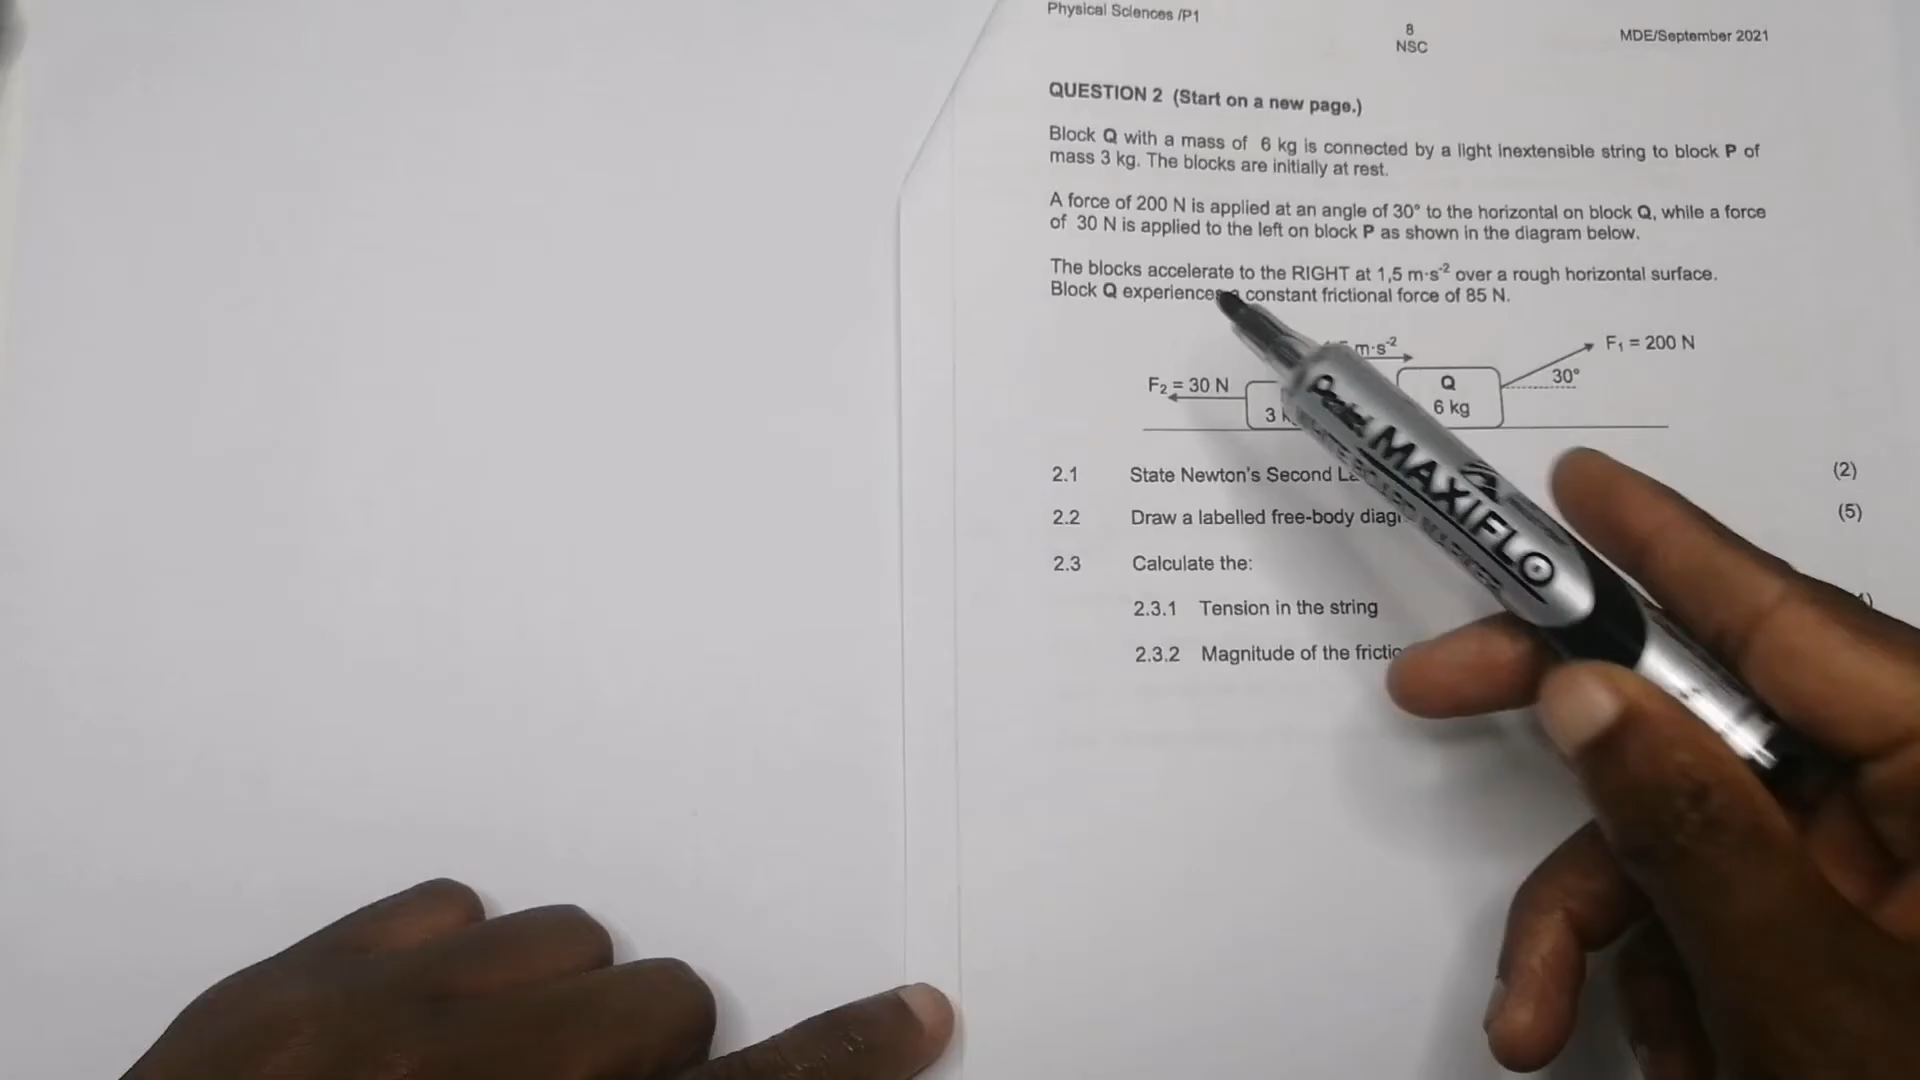 Physical Sciences /P1
8
NSC
MDE/September 2021
QUESTION 2 (Start on a new page.)
Block Q with a mass of 6 kg is connected by a light inextensible string to block P of
mass 3 kg. The blocks are initially at rest.
A force of 200 N is applied at an angle of 30° to the horizontal on block Q, while a force
of 30 N is applied to the left on block P as shown in the diagram below.
The blocks accelerate to the RIGHT at 1,5 m·s⁻² over a rough horizontal surface.
Block Q experiences a constant frictional force of 85 N.
m·s⁻²
F₁ = 200 N
30°
F₂ = 30 N
Q
6 kg
3
Pentel MAXIFLO
2.1 State Newton's Second (2)
2.2 Draw a labelled free-body (5)
2.3 Calculate the:
2.3.1 Tension in the string
2.3.2 Magnitude of the